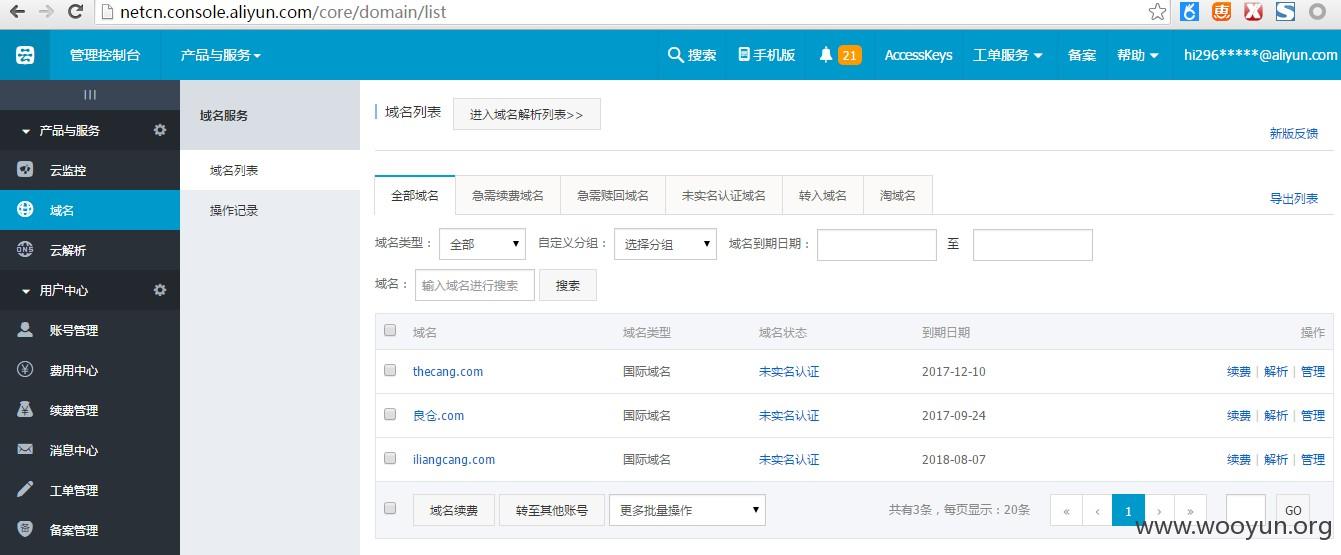 netcn.console.aliyun.com/core/domain/list
管理控制台 产品与服务 搜索 手机版 21 AccessKeys 工单服务 备案 帮助 hi296*****@aliyun.com
产品与服务
云监控
域名
DNS 云解析
用户中心
账号管理
费用中心
续费管理
消息中心
工单管理
备案管理
域名服务
域名列表
操作记录
域名列表 进入域名解析列表>>
新版反馈
全部域名 急需续费域名 急需赎回域名 未实名认证域名 转入域名 淘域名 导出列表
域名类型： 全部 自定义分组： 选择分组 域名到期日期： 至
域名： 输入域名进行搜索 搜索
域名 域名类型 域名状态 到期日期 操作
thecang.com 国际域名 未实名认证 2017-12-10 续费 | 解析 | 管理
良仓.com 国际域名 未实名认证 2017-09-24 续费 | 解析 | 管理
iliangcang.com 国际域名 未实名认证 2018-08-07 续费 | 解析 | 管理
域名续费 转至其他账号 更多批量操作 共有3条，每页显示：20条 « ‹ 1 › » GO
www.wooyun.org